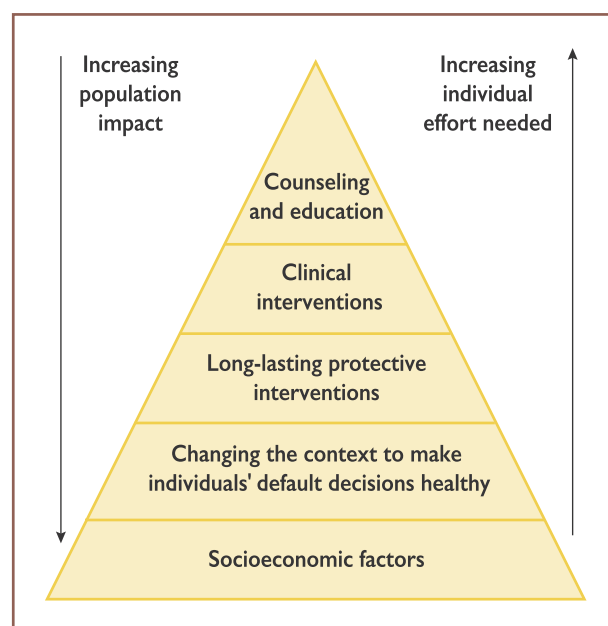 Increasing
population
impact
Increasing
individual
effort needed
Counseling
and education
Clinical
interventions
Long-lasting protective
interventions
Changing the context to make
individuals' default decisions healthy
Socioeconomic factors